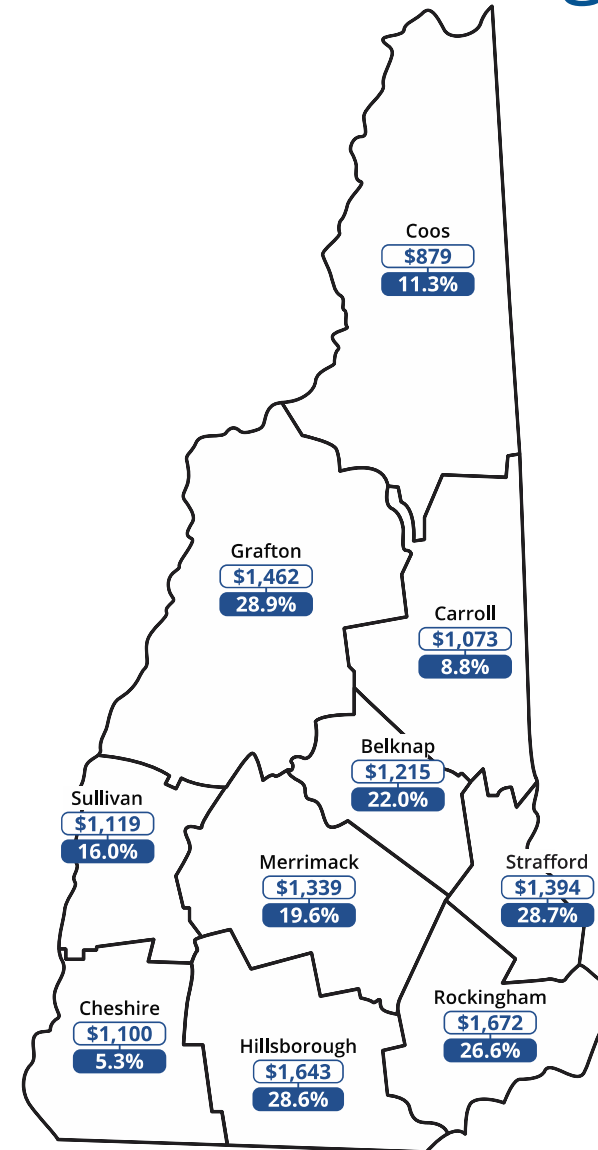 Coos
$879
11.3%
Grafton
$1,462
28.9%
Carroll
$1,073
8.8%
Belknap
$1,215
22.0%
Sullivan
$1,119
16.0%
Merrimack
$1,339
19.6%
Strafford
$1,394
28.7%
Cheshire
$1,100
5.3%
Hillsborough
$1,643
28.6%
Rockingham
$1,672
26.6%